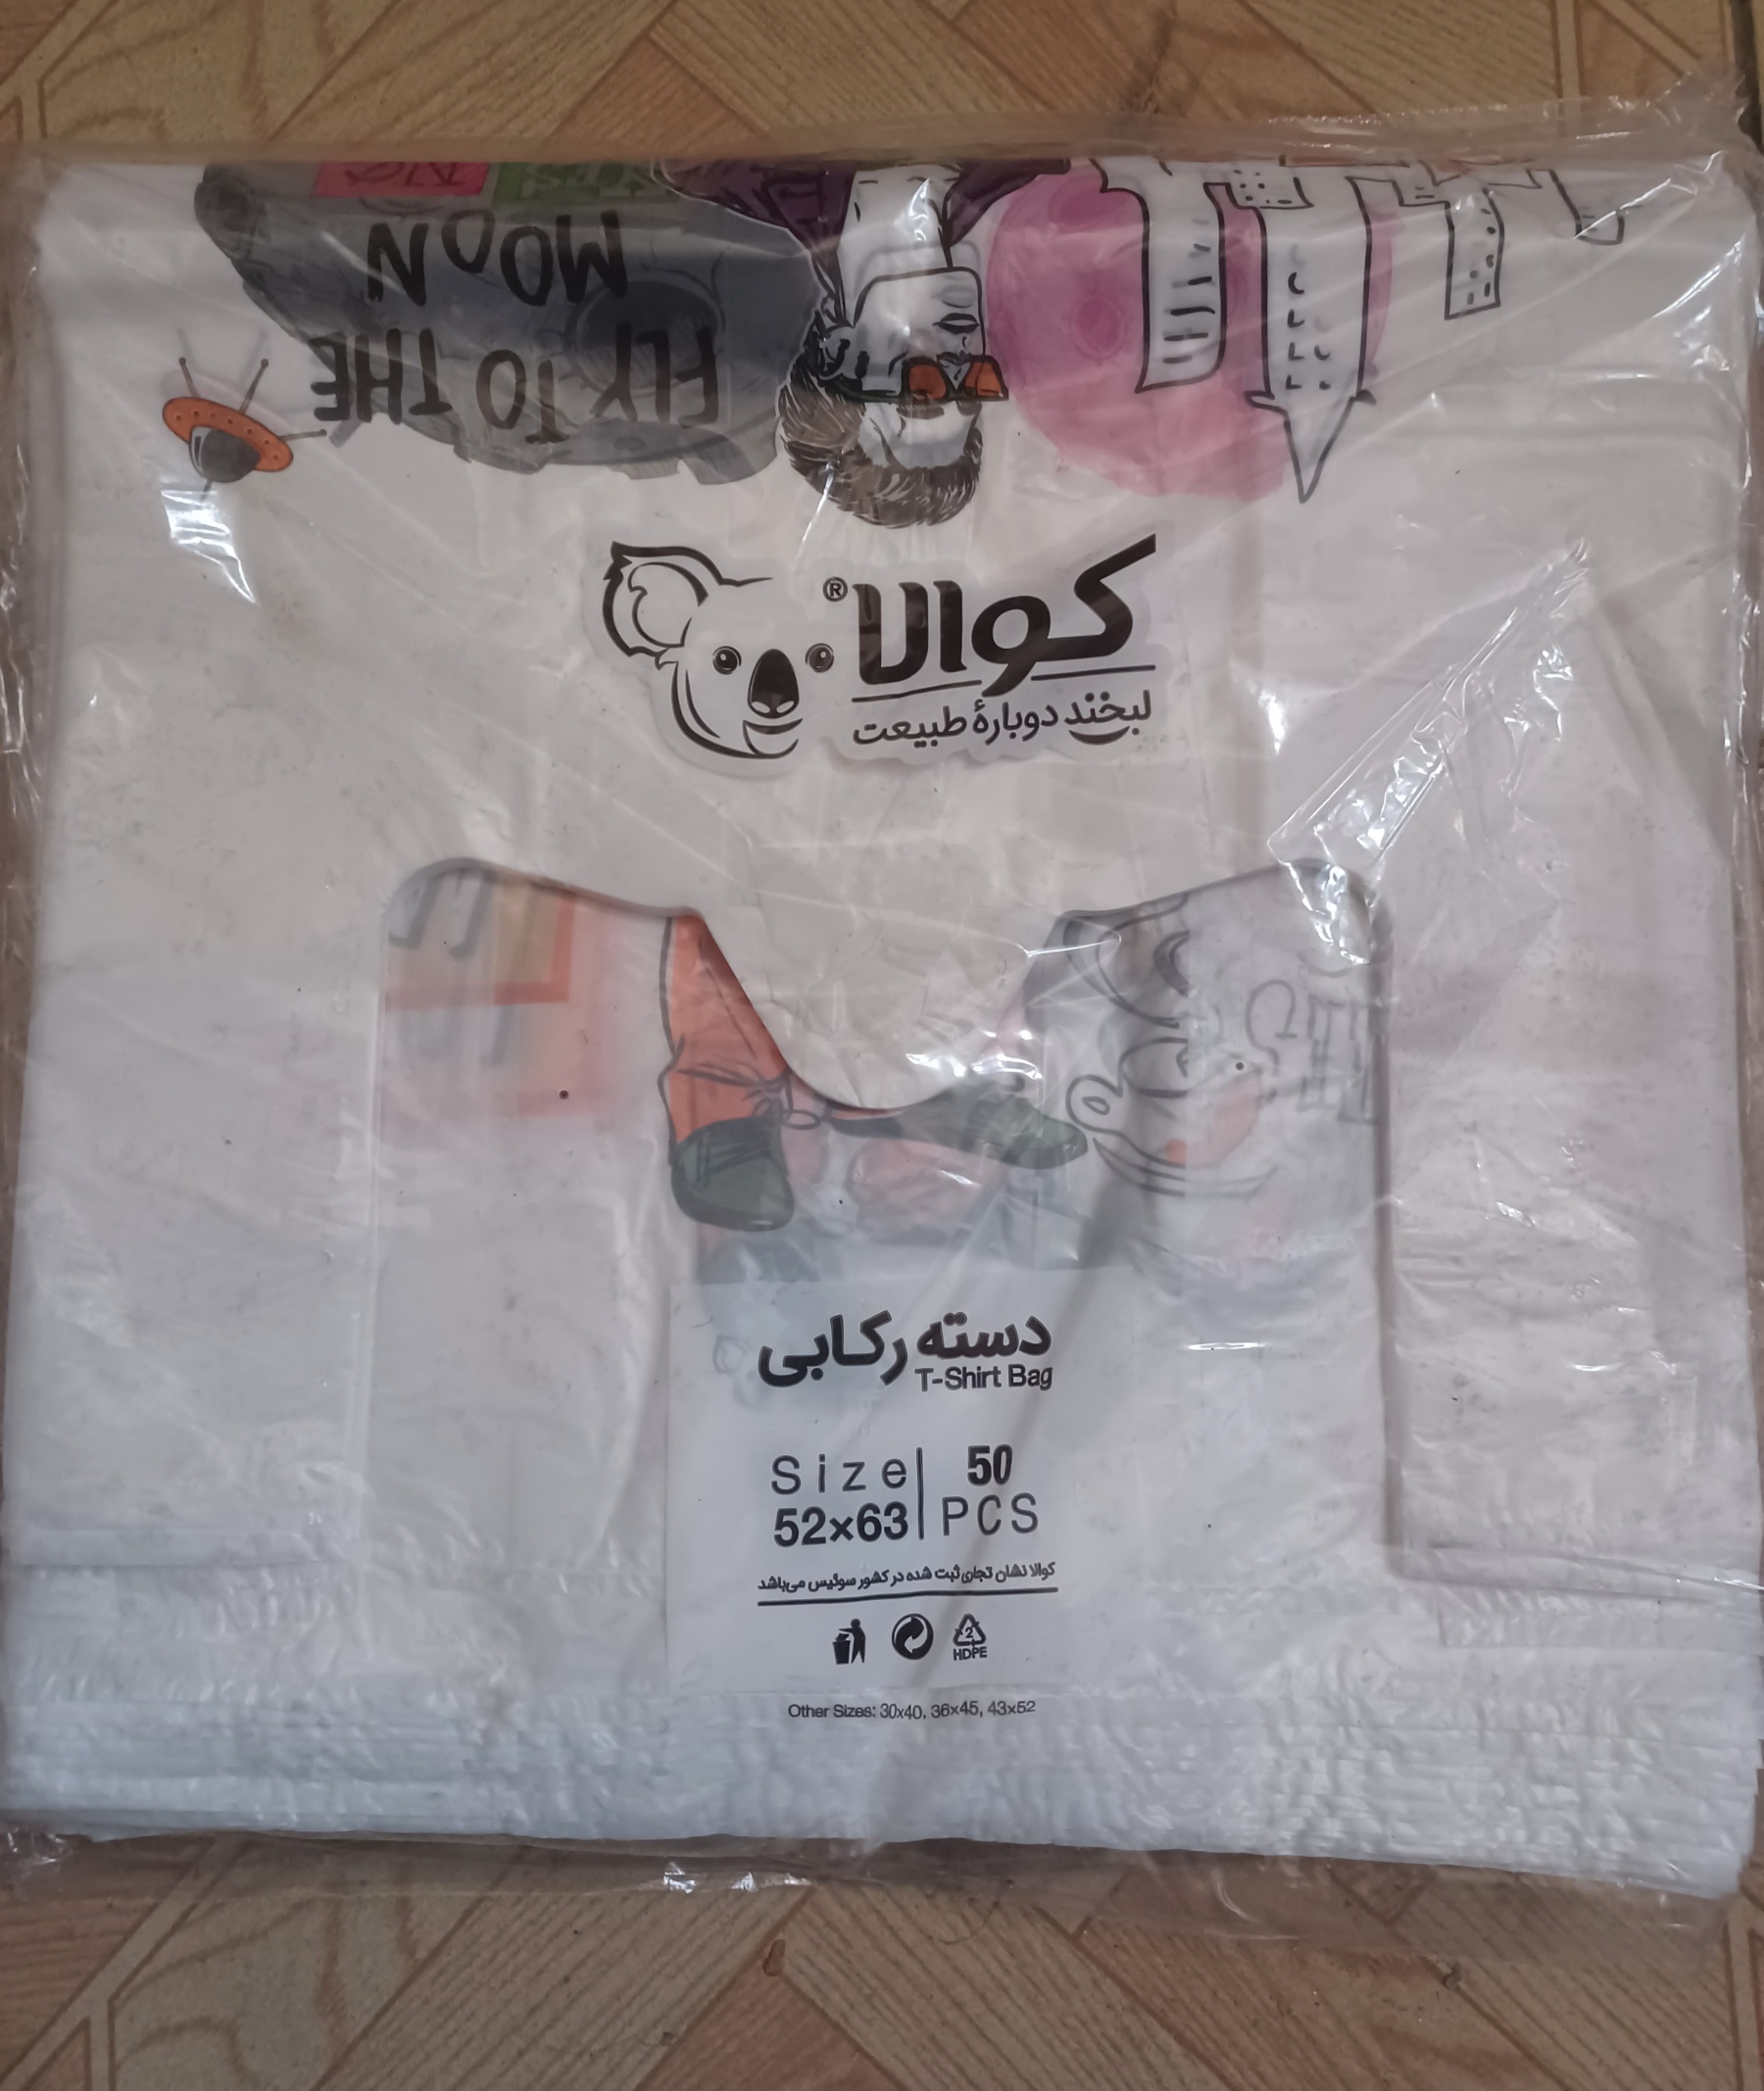 FLY TO THE
MOON
کوالا®
لبخند دوبارهٔ طبیعت
دسته رکابی
T-Shirt Bag
Size 52×63
50 PCS
کوالا نشان تجاری ثبت شده در کشور سوئیس می‌باشد
2
HDPE
Other Sizes: 30x40, 36x45, 43x52